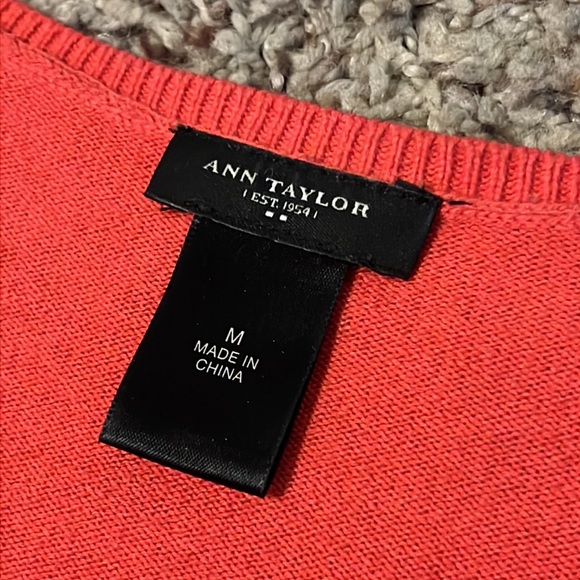 ANN TAYLOR
| EST. 1954 |
M
MADE IN
CHINA